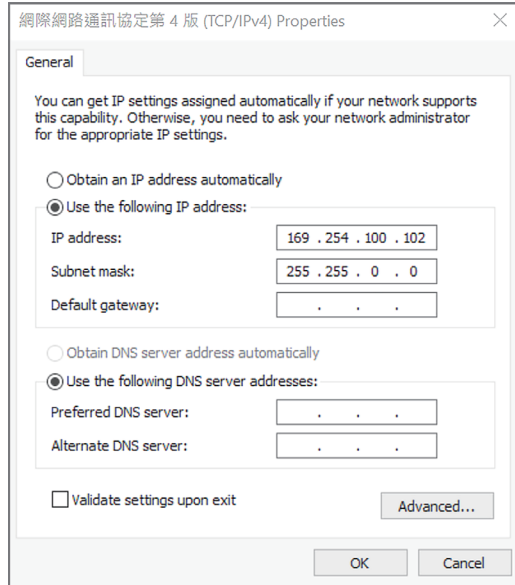 網際網路通訊協定第 4 版 (TCP/IPv4) Properties
General
You can get IP settings assigned automatically if your network supports
this capability. Otherwise, you need to ask your network administrator
for the appropriate IP settings.
Obtain an IP address automatically
Use the following IP address:
IP address: 169 . 254 . 100 . 102
Subnet mask: 255 . 255 . 0 . 0
Default gateway: . . .
Obtain DNS server address automatically
Use the following DNS server addresses:
Preferred DNS server: . . .
Alternate DNS server: . . .
Validate settings upon exit
Advanced...
OK Cancel